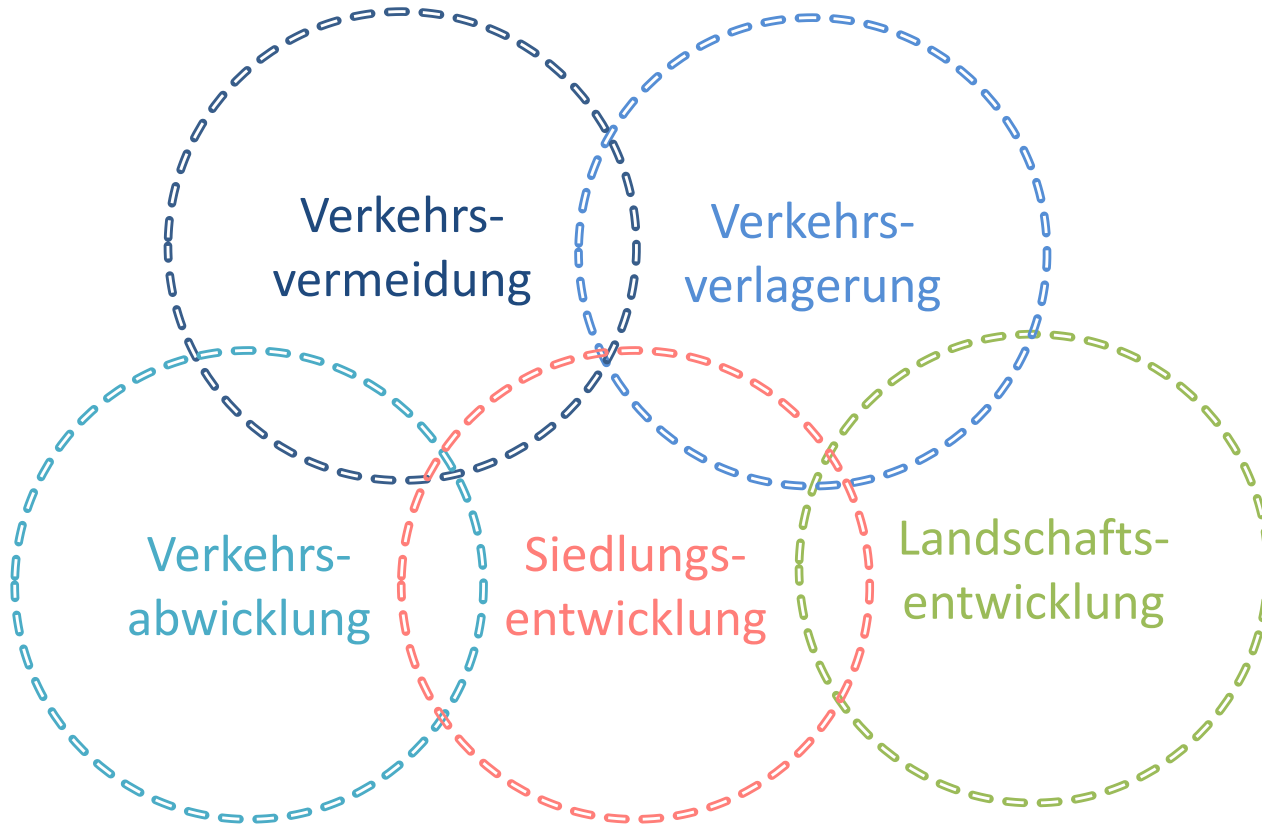 Verkehrs-
vermeidung
Verkehrs-
verlagerung
Verkehrs-
abwicklung
Siedlungs-
entwicklung
Landschafts-
entwicklung